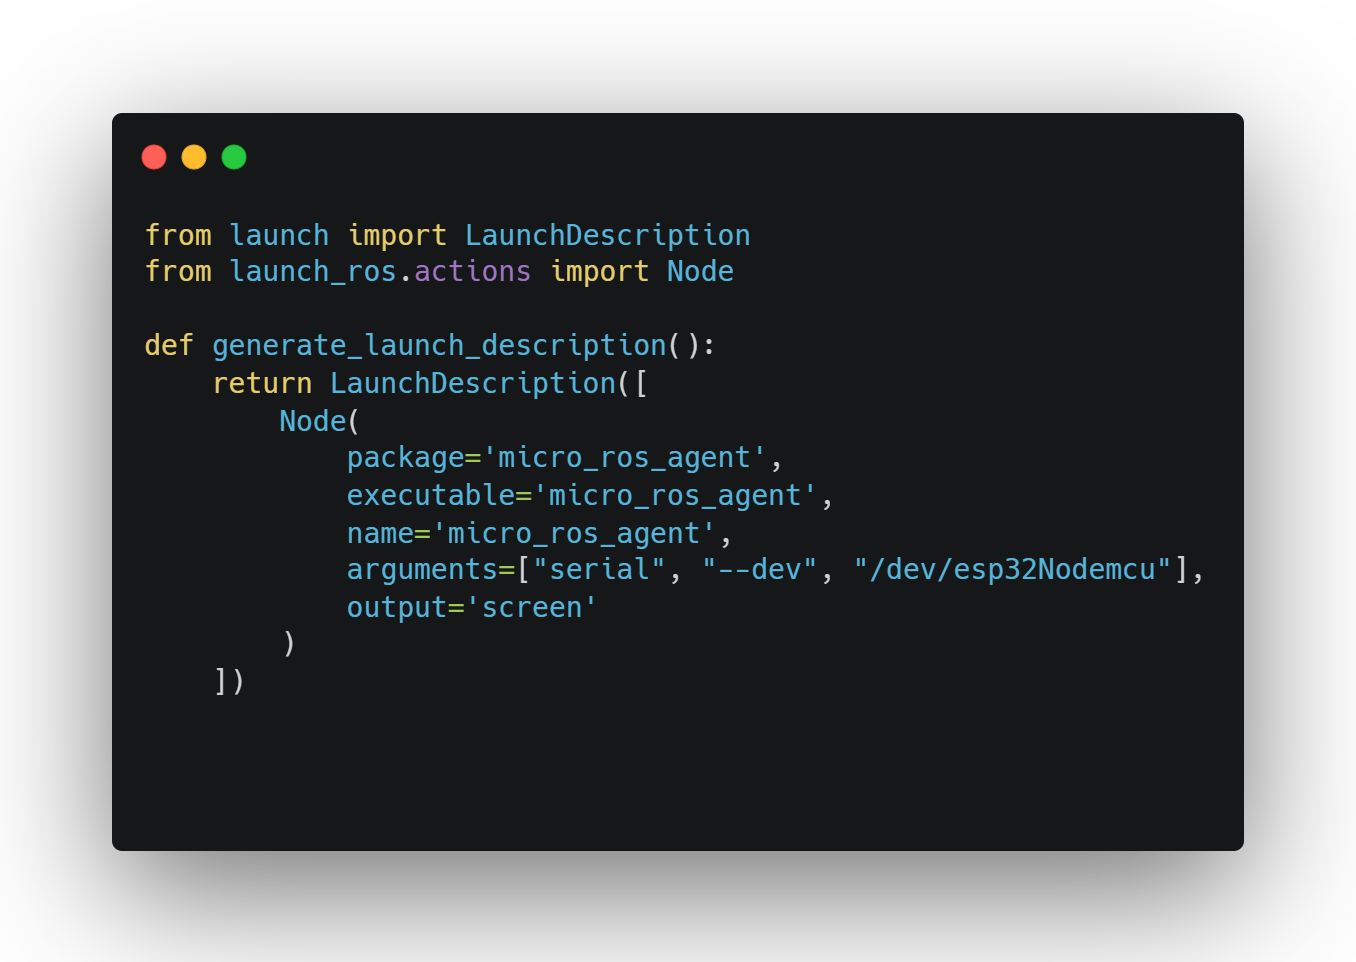 from launch import LaunchDescription
from launch_ros.actions import Node

def generate_launch_description():
    return LaunchDescription([
        Node(
            package='micro_ros_agent',
            executable='micro_ros_agent',
            name='micro_ros_agent',
            arguments=["serial", "--dev", "/dev/esp32Nodemcu"],
            output='screen'
        )
    ])